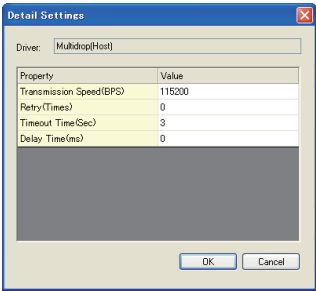 Detail Settings
Driver: Multidrop(Host)
Property Value
Transmission Speed(BPS) 115200
Retry(Times) 0
Timeout Time(Sec) 3
Delay Time(ms) 0
OK Cancel